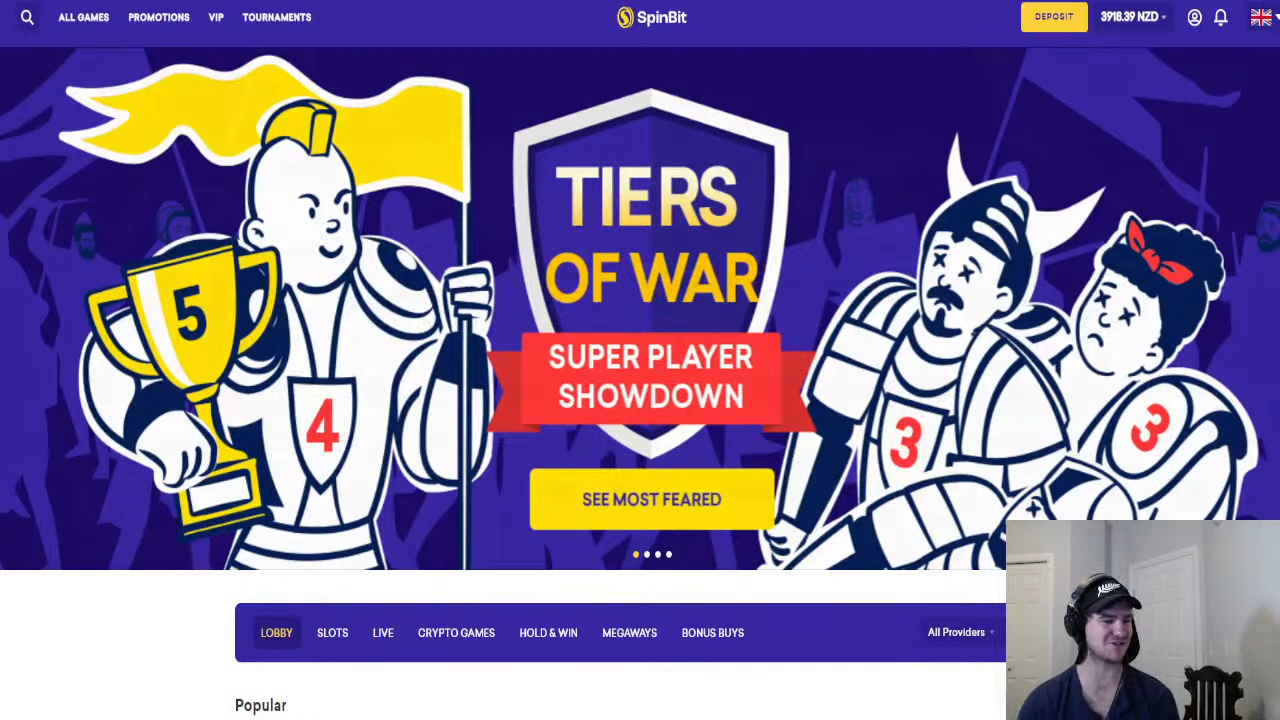 ALL GAMES PROMOTIONS VIP TOURNAMENTS SpinBit DEPOSIT 3918.39 NZD
TIERS
OF WAR
SUPER PLAYER
SHOWDOWN
5
4
3
3
SEE MOST FEARED
LOBBY SLOTS LIVE CRYPTO GAMES HOLD & WIN MEGAWAYS BONUS BUYS All Providers
Popular